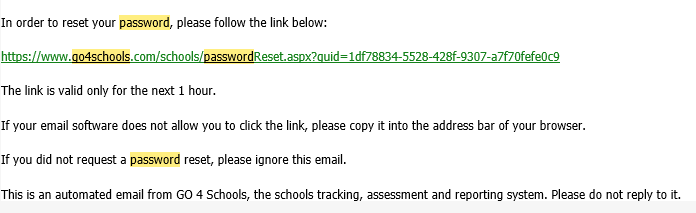 In order to reset your password, please follow the link below:
https://www.go4schools.com/schools/passwordReset.aspx?guid=1df78834-5528-428f-9307-a7f70fefe0c9
The link is valid only for the next 1 hour.
If your email software does not allow you to click the link, please copy it into the address bar of your browser.
If you did not request a password reset, please ignore this email.
This is an automated email from GO 4 Schools, the schools tracking, assessment and reporting system. Please do not reply to it.